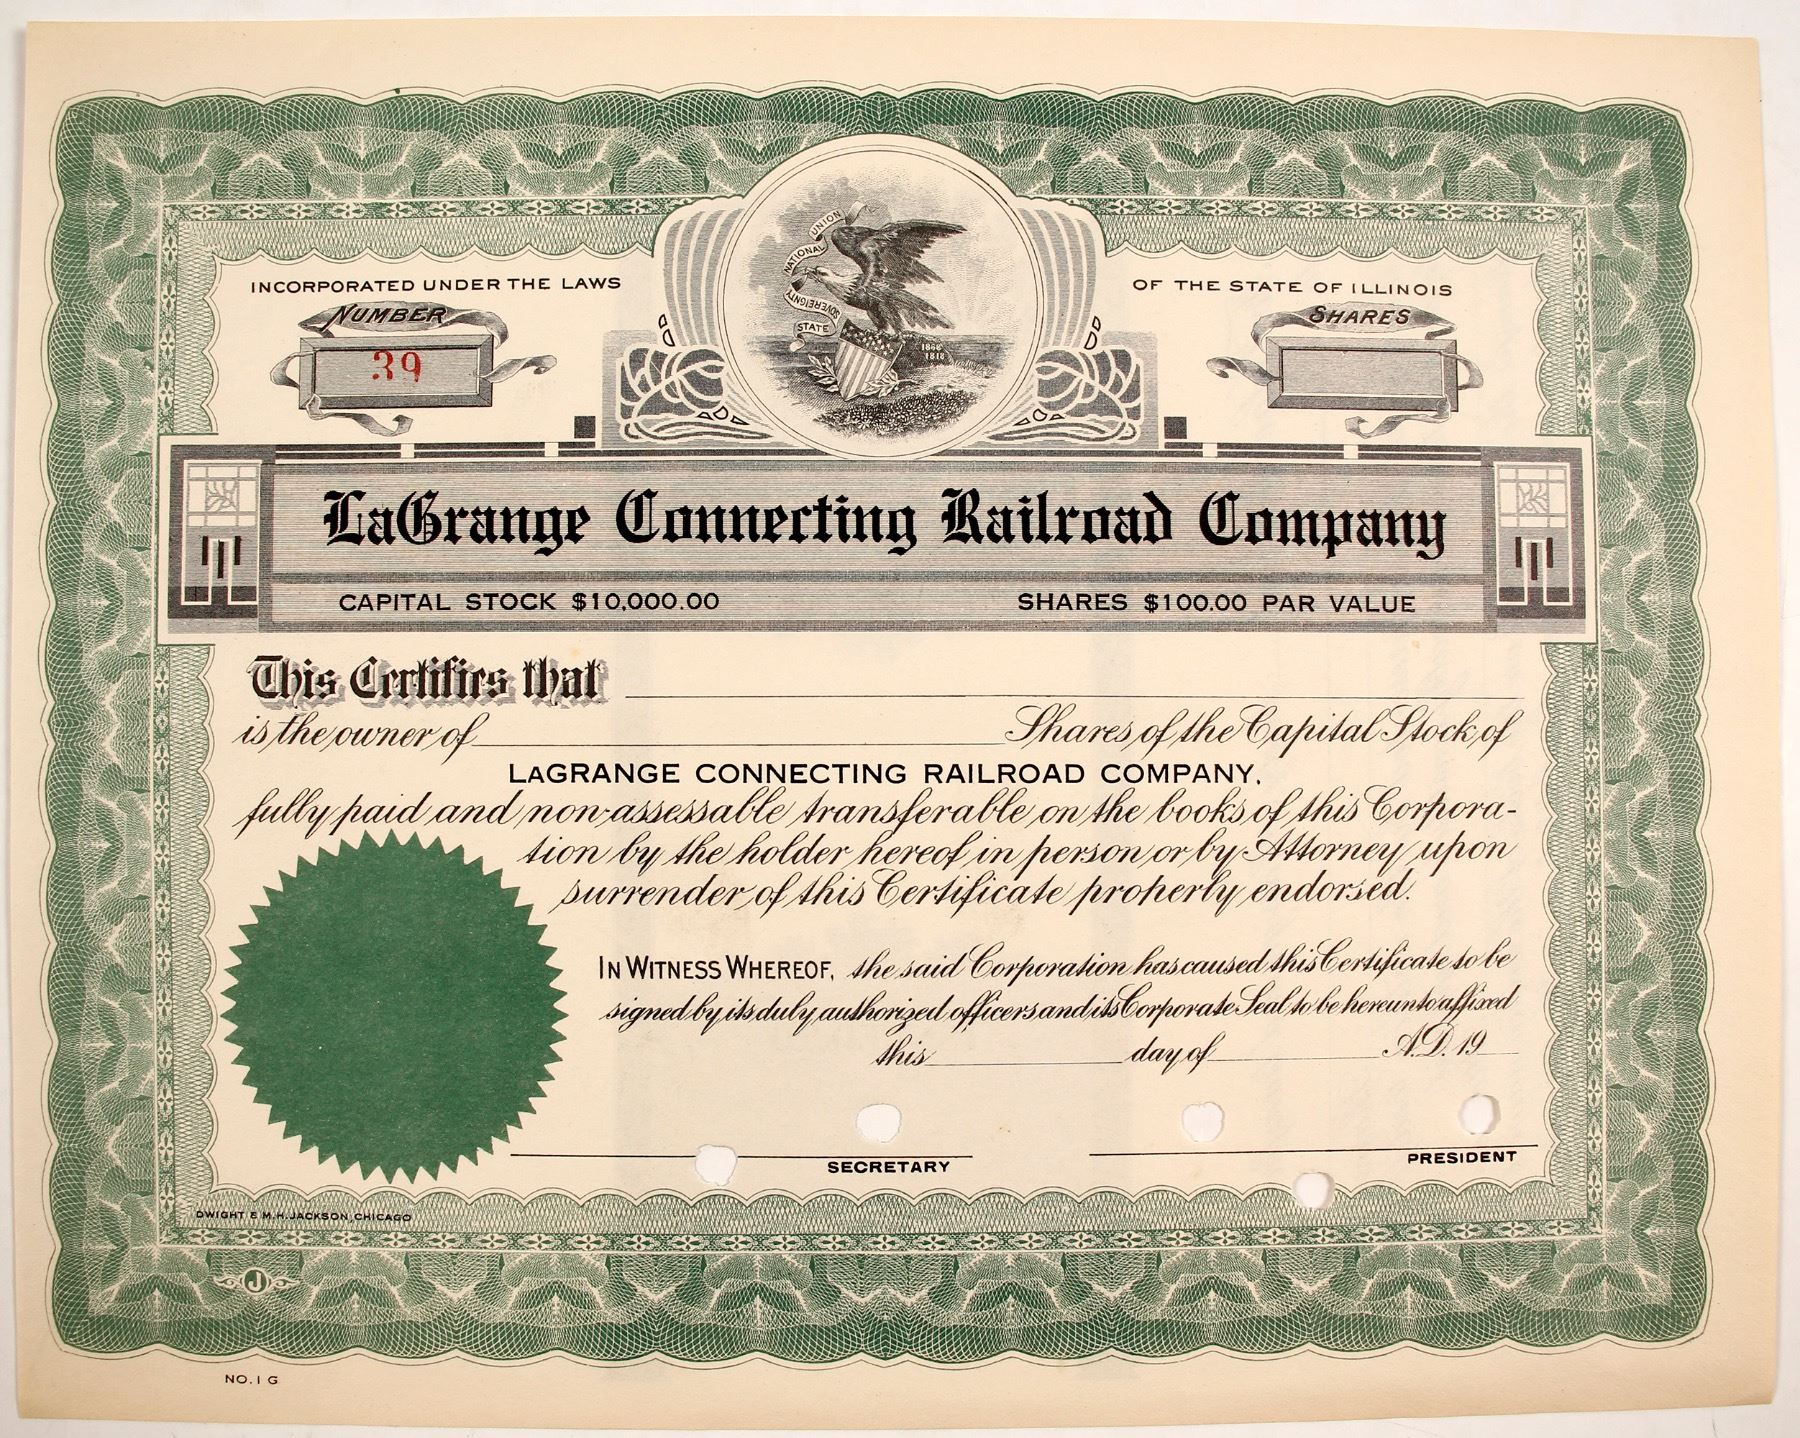 INCORPORATED UNDER THE LAWS
OF THE STATE OF ILLINOIS
NUMBER
39
SHARES
STATE SOVEREIGNTY NATIONAL UNION
1868
1818
LaGrange Connecting Railroad Company
CAPITAL STOCK $10,000.00 SHARES $100.00 PAR VALUE
This Certifies that
is the owner of Shares of the Capital Stock of
LAGRANGE CONNECTING RAILROAD COMPANY,
fully paid and non-assessable transferable on the books of this Corpora-
tion by the holder hereof in person or by Attorney upon
surrender of this Certificate properly endorsed.
IN WITNESS WHEREOF, the said Corporation has caused this Certificate to be
signed by its duly authorized officers and its Corporate Seal to be hereunto affixed
this day of A.D. 19
SECRETARY
PRESIDENT
DWIGHT & M.H. JACKSON, CHICAGO
J
NO. 1 G